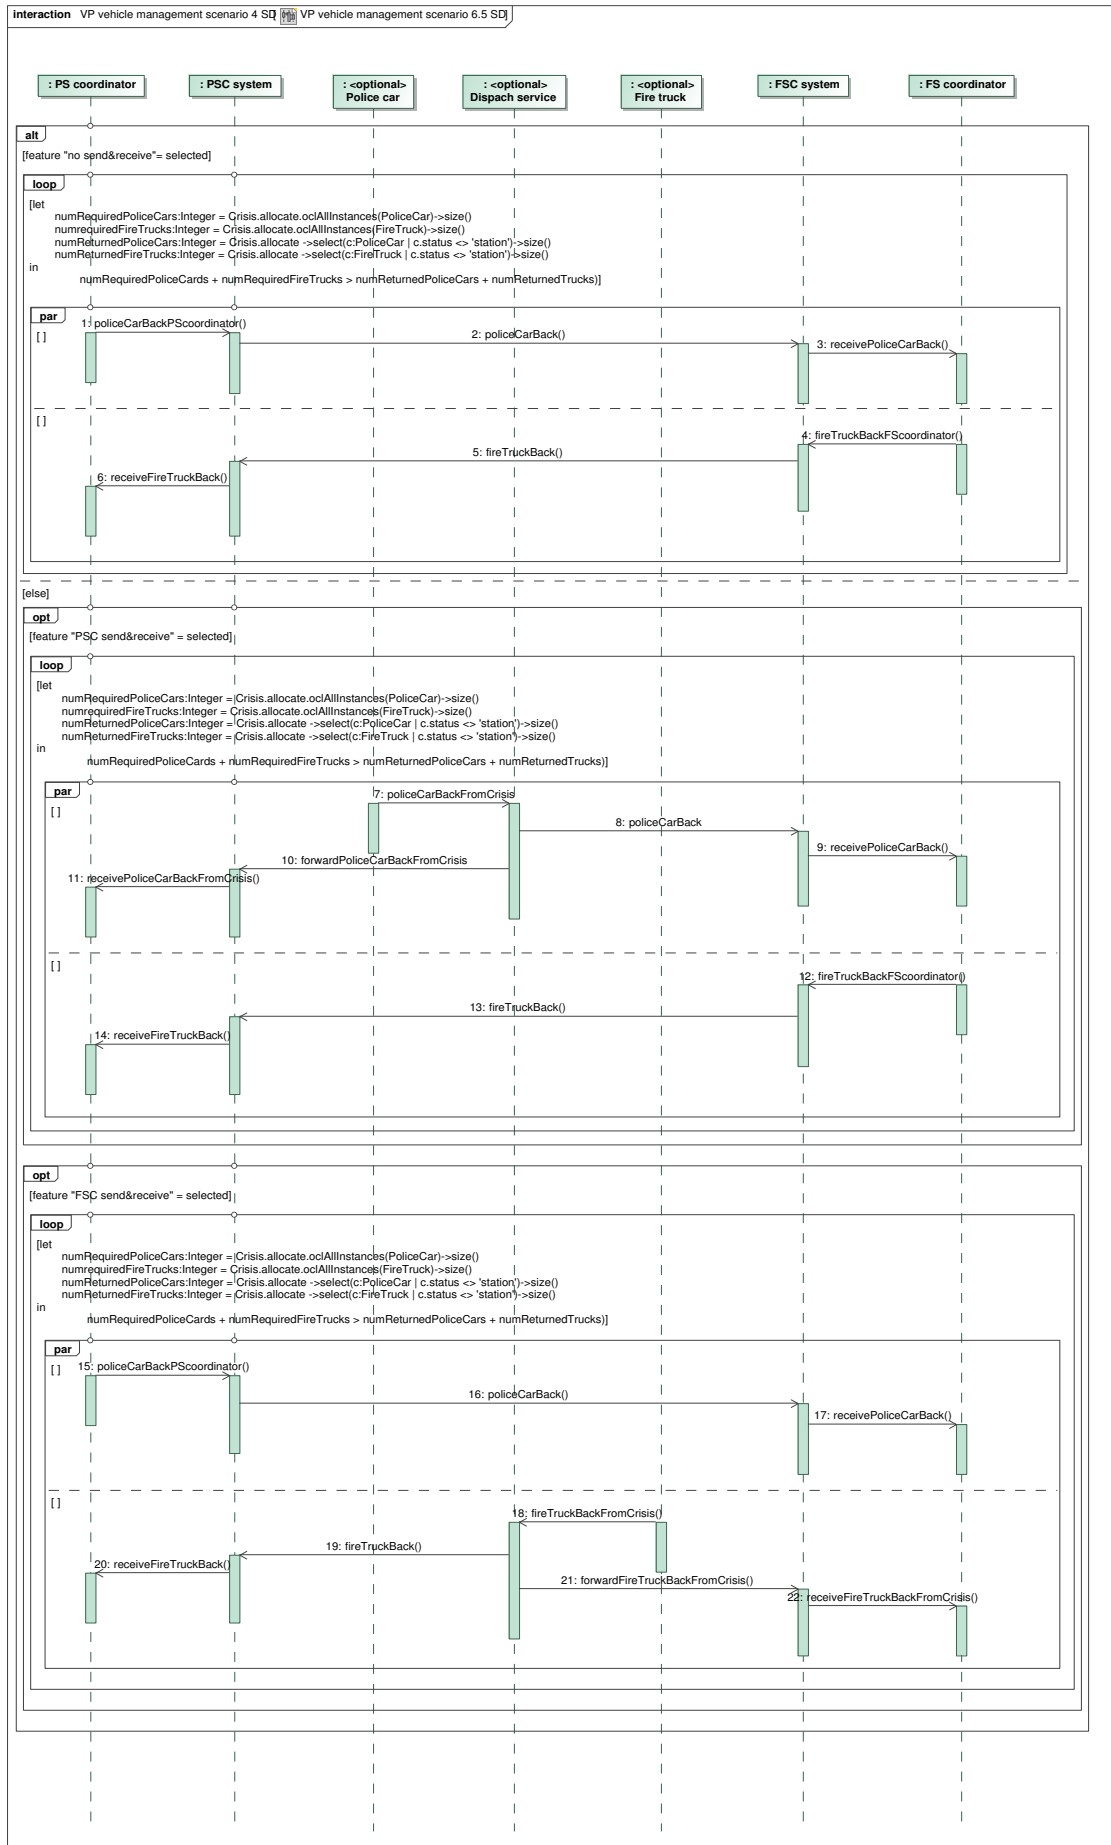 interaction VP vehicle management scenario 4 SD[ VP vehicle management scenario 6.5 SD]
: PS coordinator
: PSC system
: <optional>
Police car
: <optional>
Dispach service
: <optional>
Fire truck
: FSC system
: FS coordinator
alt
[feature "no send&receive"= selected]
loop
[let
numRequiredPoliceCars:Integer = Crisis.allocate.oclAllInstances(PoliceCar)->size()
numrequiredFireTrucks:Integer = Crisis.allocate.oclAllInstances(FireTruck)->size()
numReturnedPoliceCars:Integer = Crisis.allocate ->select(c:PoliceCar | c.status <> 'station')->size()
numReturnedFireTrucks:Integer = Crisis.allocate ->select(c:FireTruck | c.status <> 'station')->size()
in
numRequiredPoliceCards + numRequiredFireTrucks > numReturnedPoliceCars + numReturnedTrucks)]
par
[ ]
1: policeCarBackPScoordinator()
2: policeCarBack()
3: receivePoliceCarBack()
[ ]
4: fireTruckBackFScoordinator()
5: fireTruckBack()
6: receiveFireTruckBack()
[else]
opt
[feature "PSC send&receive" = selected]
loop
[let
numRequiredPoliceCars:Integer = Crisis.allocate.oclAllInstances(PoliceCar)->size()
numrequiredFireTrucks:Integer = Crisis.allocate.oclAllInstances(FireTruck)->size()
numReturnedPoliceCars:Integer = Crisis.allocate ->select(c:PoliceCar | c.status <> 'station')->size()
numReturnedFireTrucks:Integer = Crisis.allocate ->select(c:FireTruck | c.status <> 'station')->size()
in
numRequiredPoliceCards + numRequiredFireTrucks > numReturnedPoliceCars + numReturnedTrucks)]
par
[ ]
7: policeCarBackFromCrisis
8: policeCarBack
9: receivePoliceCarBack()
10: forwardPoliceCarBackFromCrisis
11: receivePoliceCarBackFromCrisis()
[ ]
12: fireTruckBackFScoordinator()
13: fireTruckBack()
14: receiveFireTruckBack()
opt
[feature "FSC send&receive" = selected]
loop
[let
numRequiredPoliceCars:Integer = Crisis.allocate.oclAllInstances(PoliceCar)->size()
numrequiredFireTrucks:Integer = Crisis.allocate.oclAllInstances(FireTruck)->size()
numReturnedPoliceCars:Integer = Crisis.allocate ->select(c:PoliceCar | c.status <> 'station')->size()
numReturnedFireTrucks:Integer = Crisis.allocate ->select(c:FireTruck | c.status <> 'station')->size()
in
numRequiredPoliceCards + numRequiredFireTrucks > numReturnedPoliceCars + numReturnedTrucks)]
par
[ ]
15: policeCarBackPScoordinator()
16: policeCarBack()
17: receivePoliceCarBack()
[ ]
18: fireTruckBackFromCrisis()
19: fireTruckBack()
20: receiveFireTruckBack()
21: forwardFireTruckBackFromCrisis()
22: receiveFireTruckBackFromCrisis()